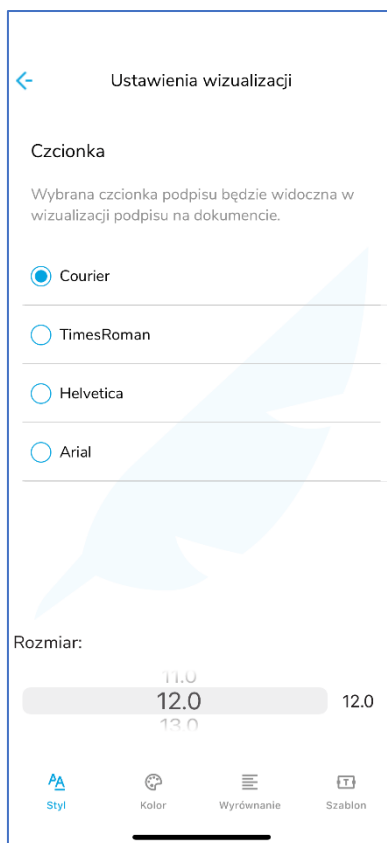 Ustawienia wizualizacji
Czcionka
Wybrana czcionka podpisu będzie widoczna w
wizualizacji podpisu na dokumencie.
Courier
TimesRoman
Helvetica
Arial
Rozmiar:
11.0
12.0 12.0
13.0
Styl Kolor Wyrównanie Szablon